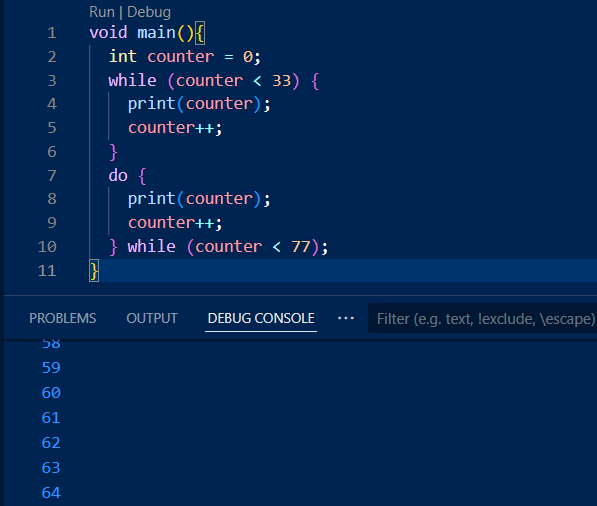 Run | Debug
1 void main(){
2 int counter = 0;
3 while (counter < 33) {
4 print(counter);
5 counter++;
6 }
7 do {
8 print(counter);
9 counter++;
10 } while (counter < 77);
11 }
PROBLEMS OUTPUT DEBUG CONSOLE ··· Filter (e.g. text, !exclude, \escape)
58
59
60
61
62
63
64